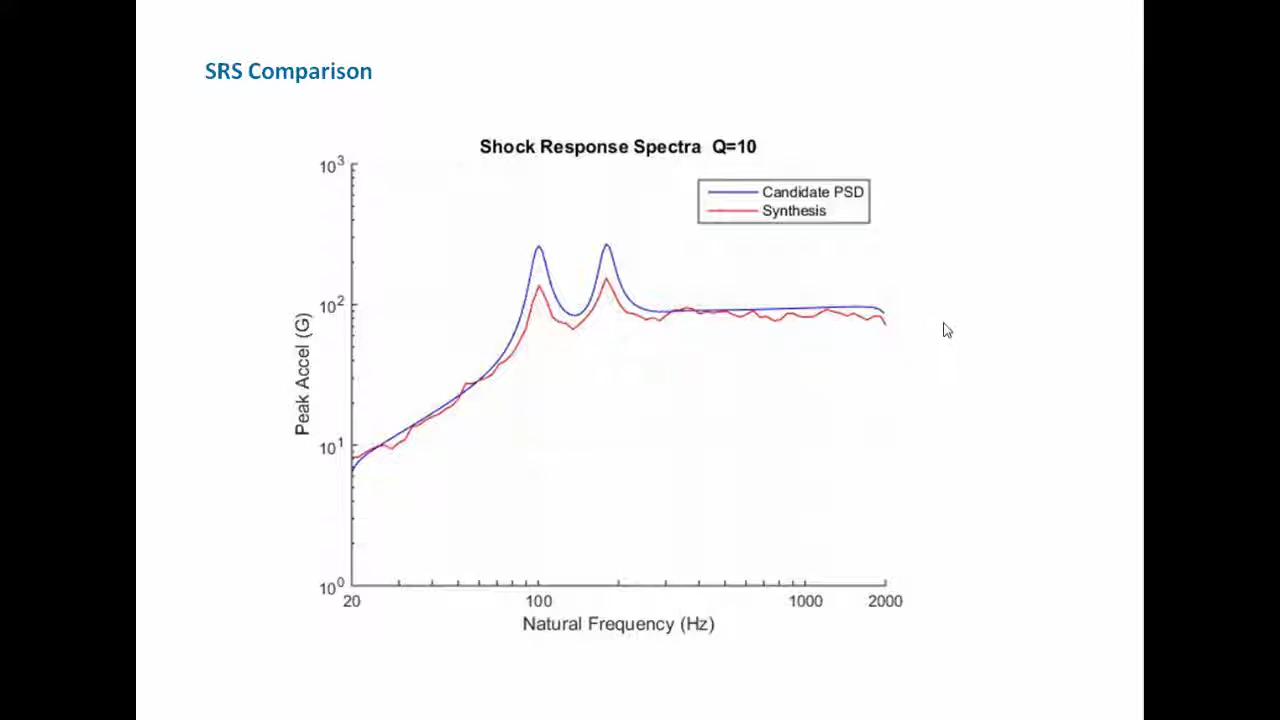 SRS Comparison
Shock Response Spectra Q=10
Candidate PSD
Synthesis
10^3
10^2
10^1
10^0
Peak Accel (G)
20 100 1000 2000
Natural Frequency (Hz)